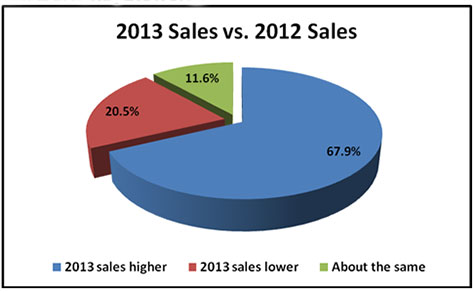 2013 Sales vs. 2012 Sales
11.6%
20.5%
67.9%
2013 sales higher
2013 sales lower
About the same